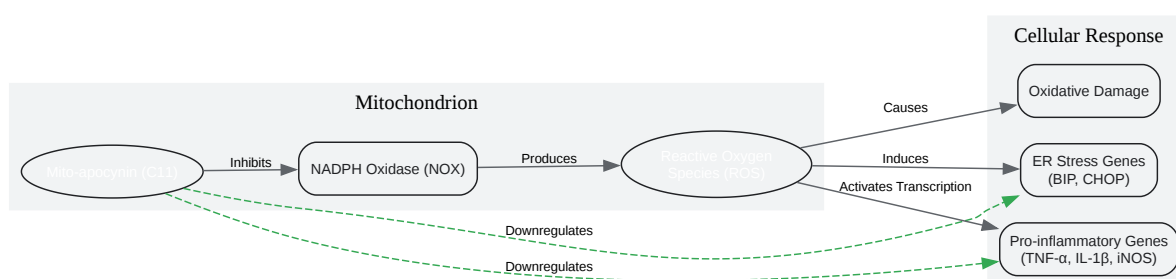 Cellular Response
Mitochondrion
Oxidative Damage
Causes
Mito-apocynin (C11)
Inhibits
NADPH Oxidase (NOX)
Produces
Reactive Oxygen
Species (ROS)
Induces
ER Stress Genes
(BIP, CHOP)
Activates Transcription
Downregulates
Pro-inflammatory Genes
(TNF-α, IL-1β, iNOS)
Downregulates